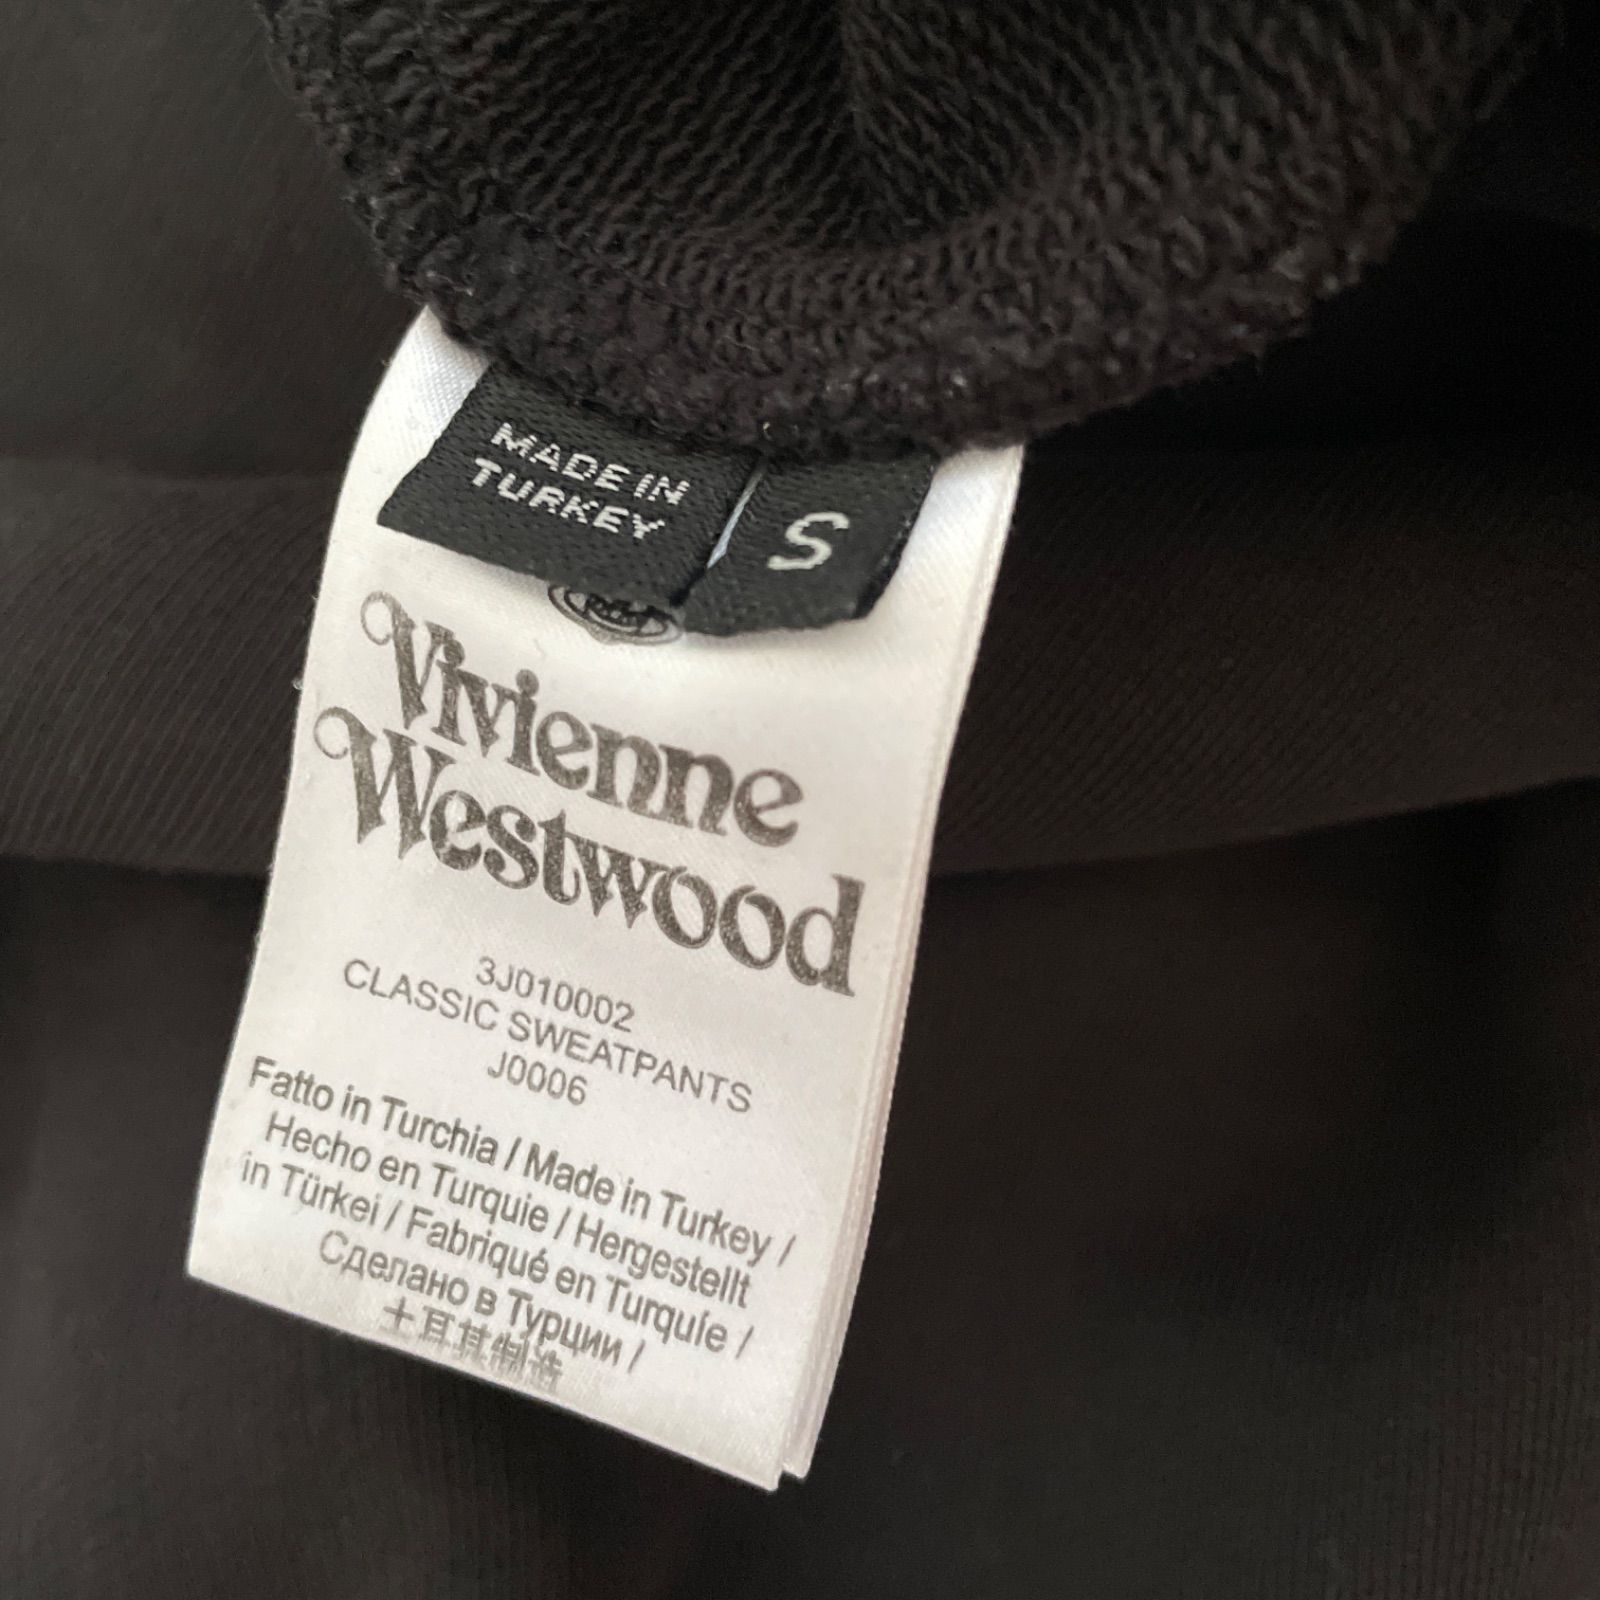 MADE IN
TURKEY
S
Vivienne
Westwood
3J010002
CLASSIC SWEATPANTS
J0006
Fatto in Turchia / Made in Turkey /
Hecho en Turquie / Hergestellt
in Türkei / Fabriqué en Turquíe /
Сделано в Турции /
土耳其制造